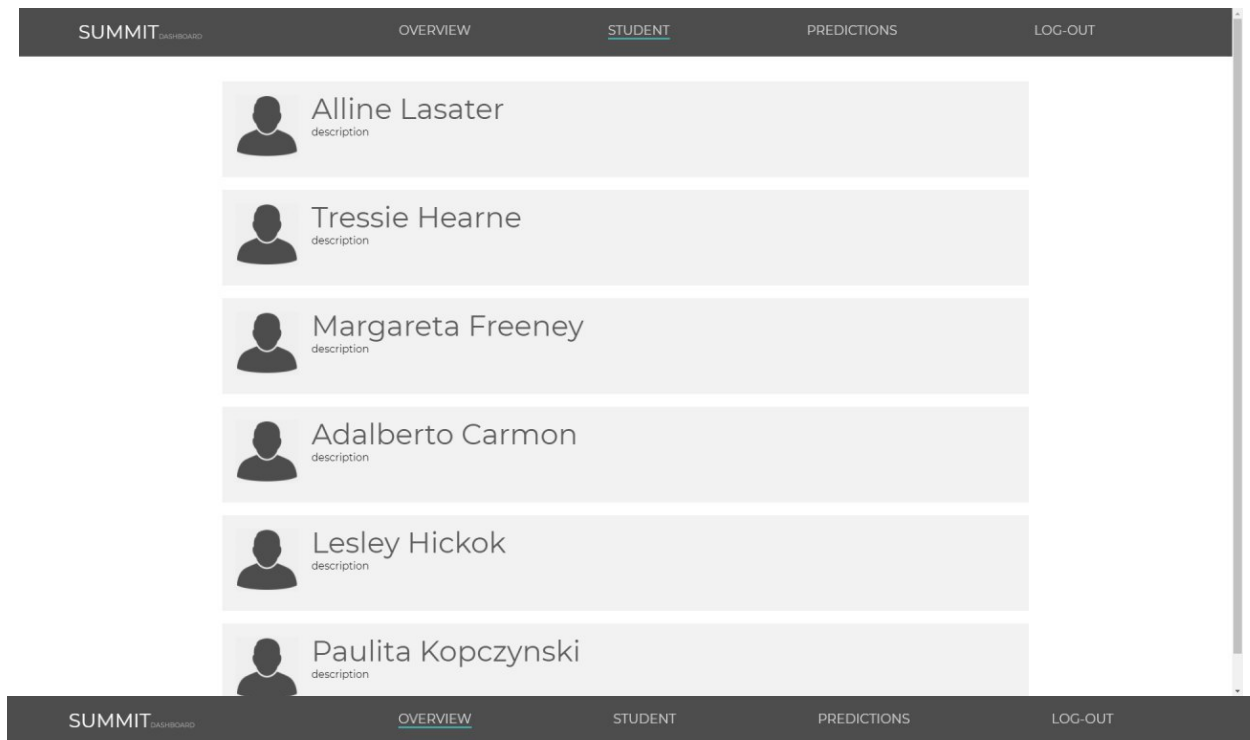 SUMMIT DASHBOARD OVERVIEW STUDENT PREDICTIONS LOG-OUT
Alline Lasater
description
Tressie Hearne
description
Margareta Freeney
description
Adalberto Carmon
description
Lesley Hickok
description
Paulita Kopczynski
description
SUMMIT DASHBOARD OVERVIEW STUDENT PREDICTIONS LOG-OUT